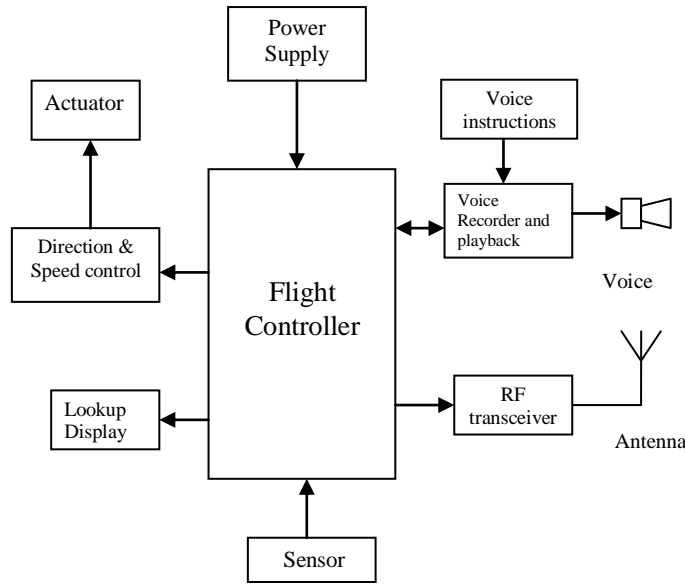 Power
Supply
Actuator
Voice
instructions
Voice
Recorder and
playback
Direction &
Speed control
Flight
Controller
Voice
RF
transceiver
Lookup
Display
Antenna
Sensor